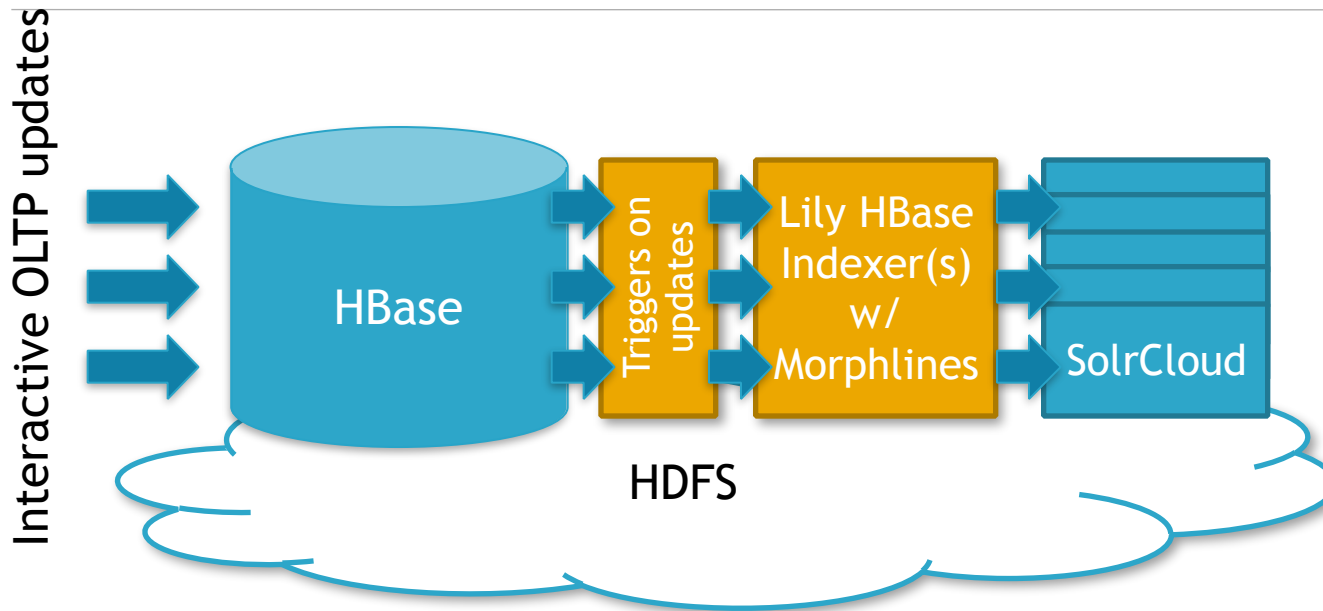 Interactive OLTP updates
HBase
Triggers on
updates
Lily HBase
Indexer(s)
w/
Morphlines
SolrCloud
HDFS